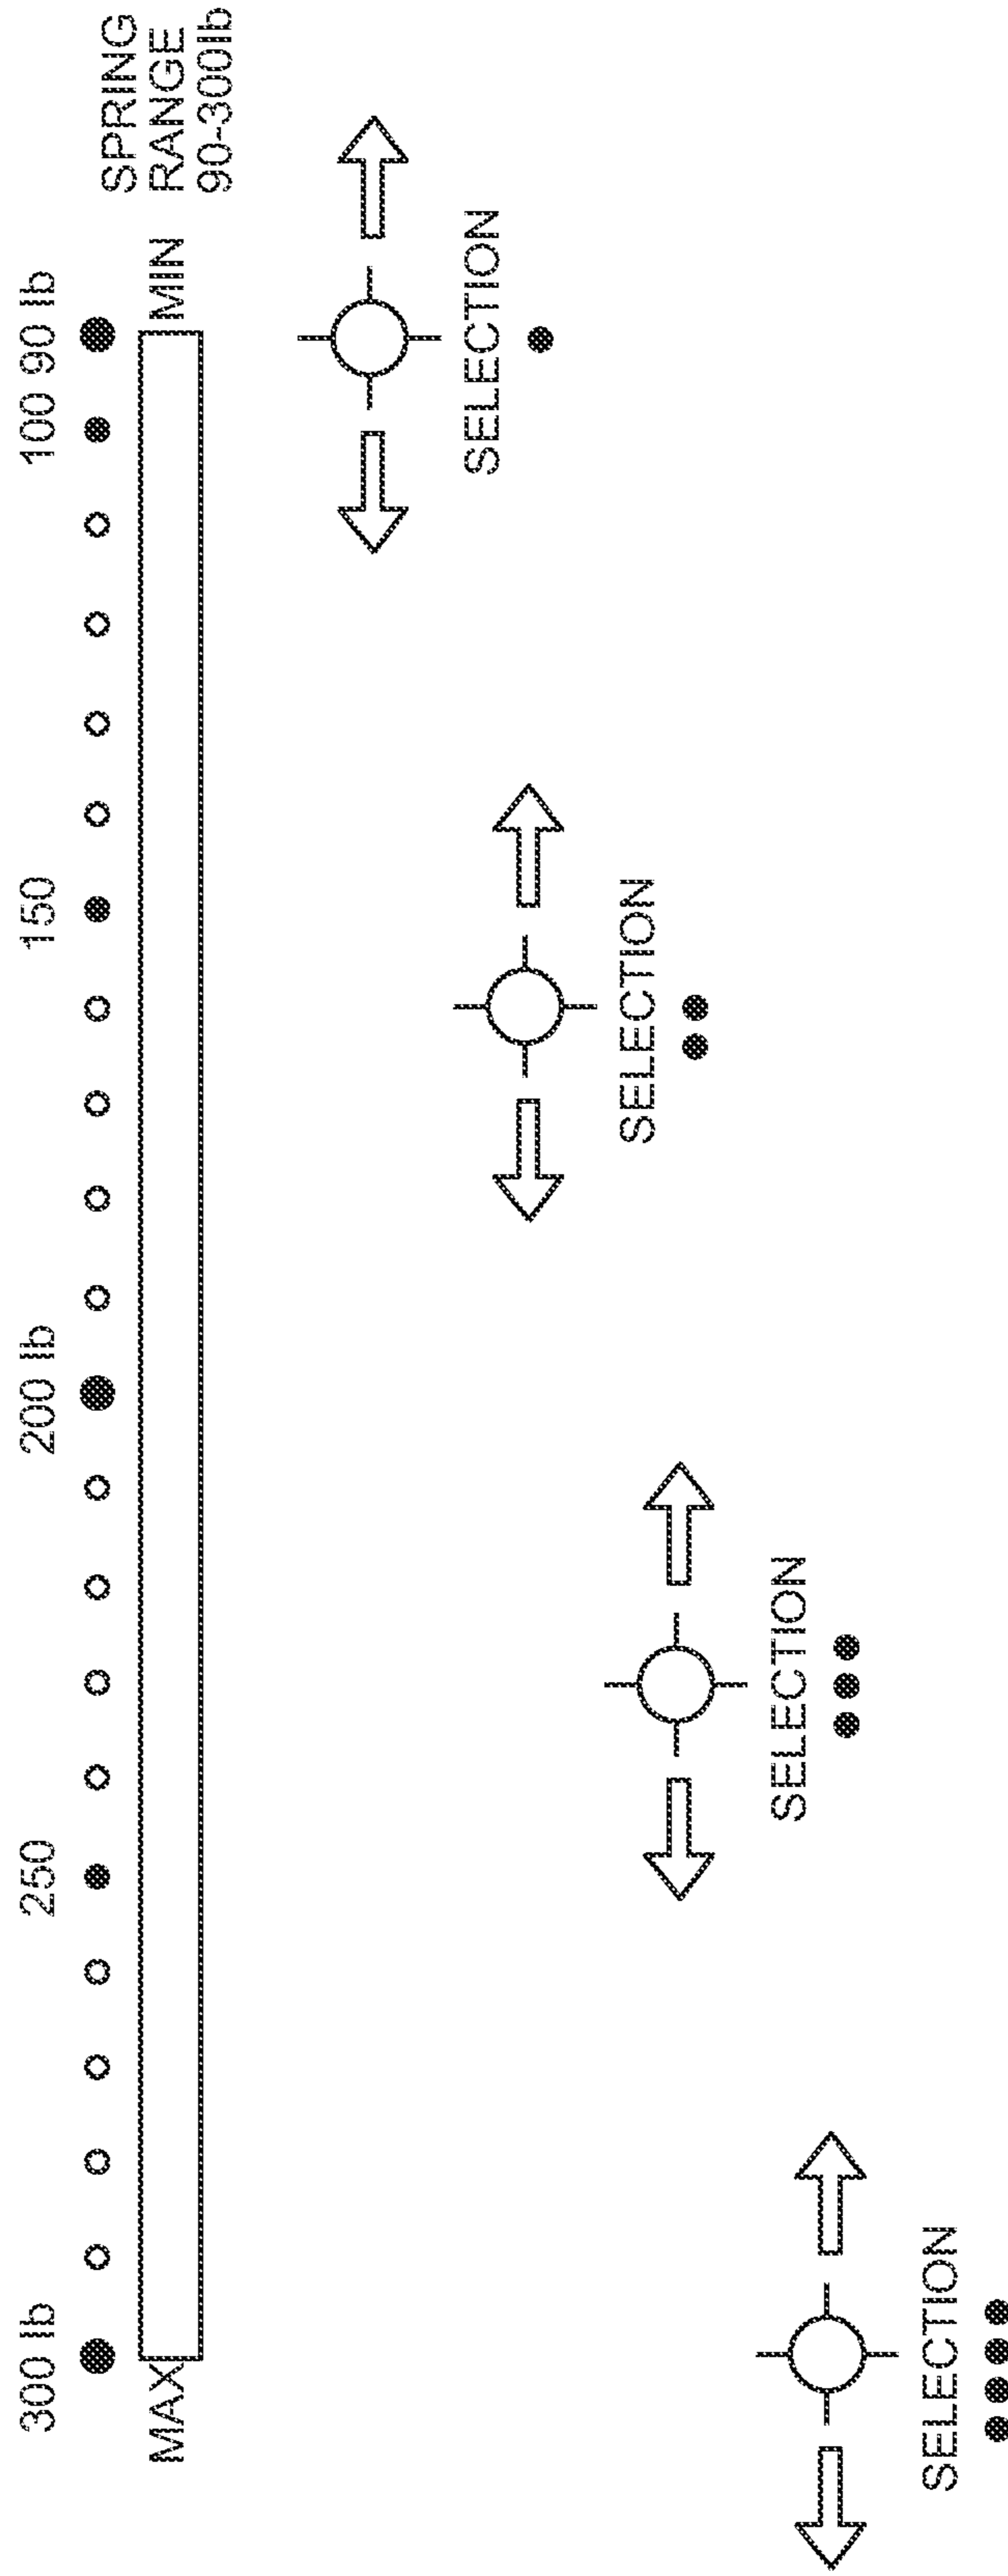 300 lb
250
200 lb
150
100 90 lb
MAX
MIN
SPRING
RANGE
90-300lb
SELECTION
SELECTION
SELECTION
SELECTION